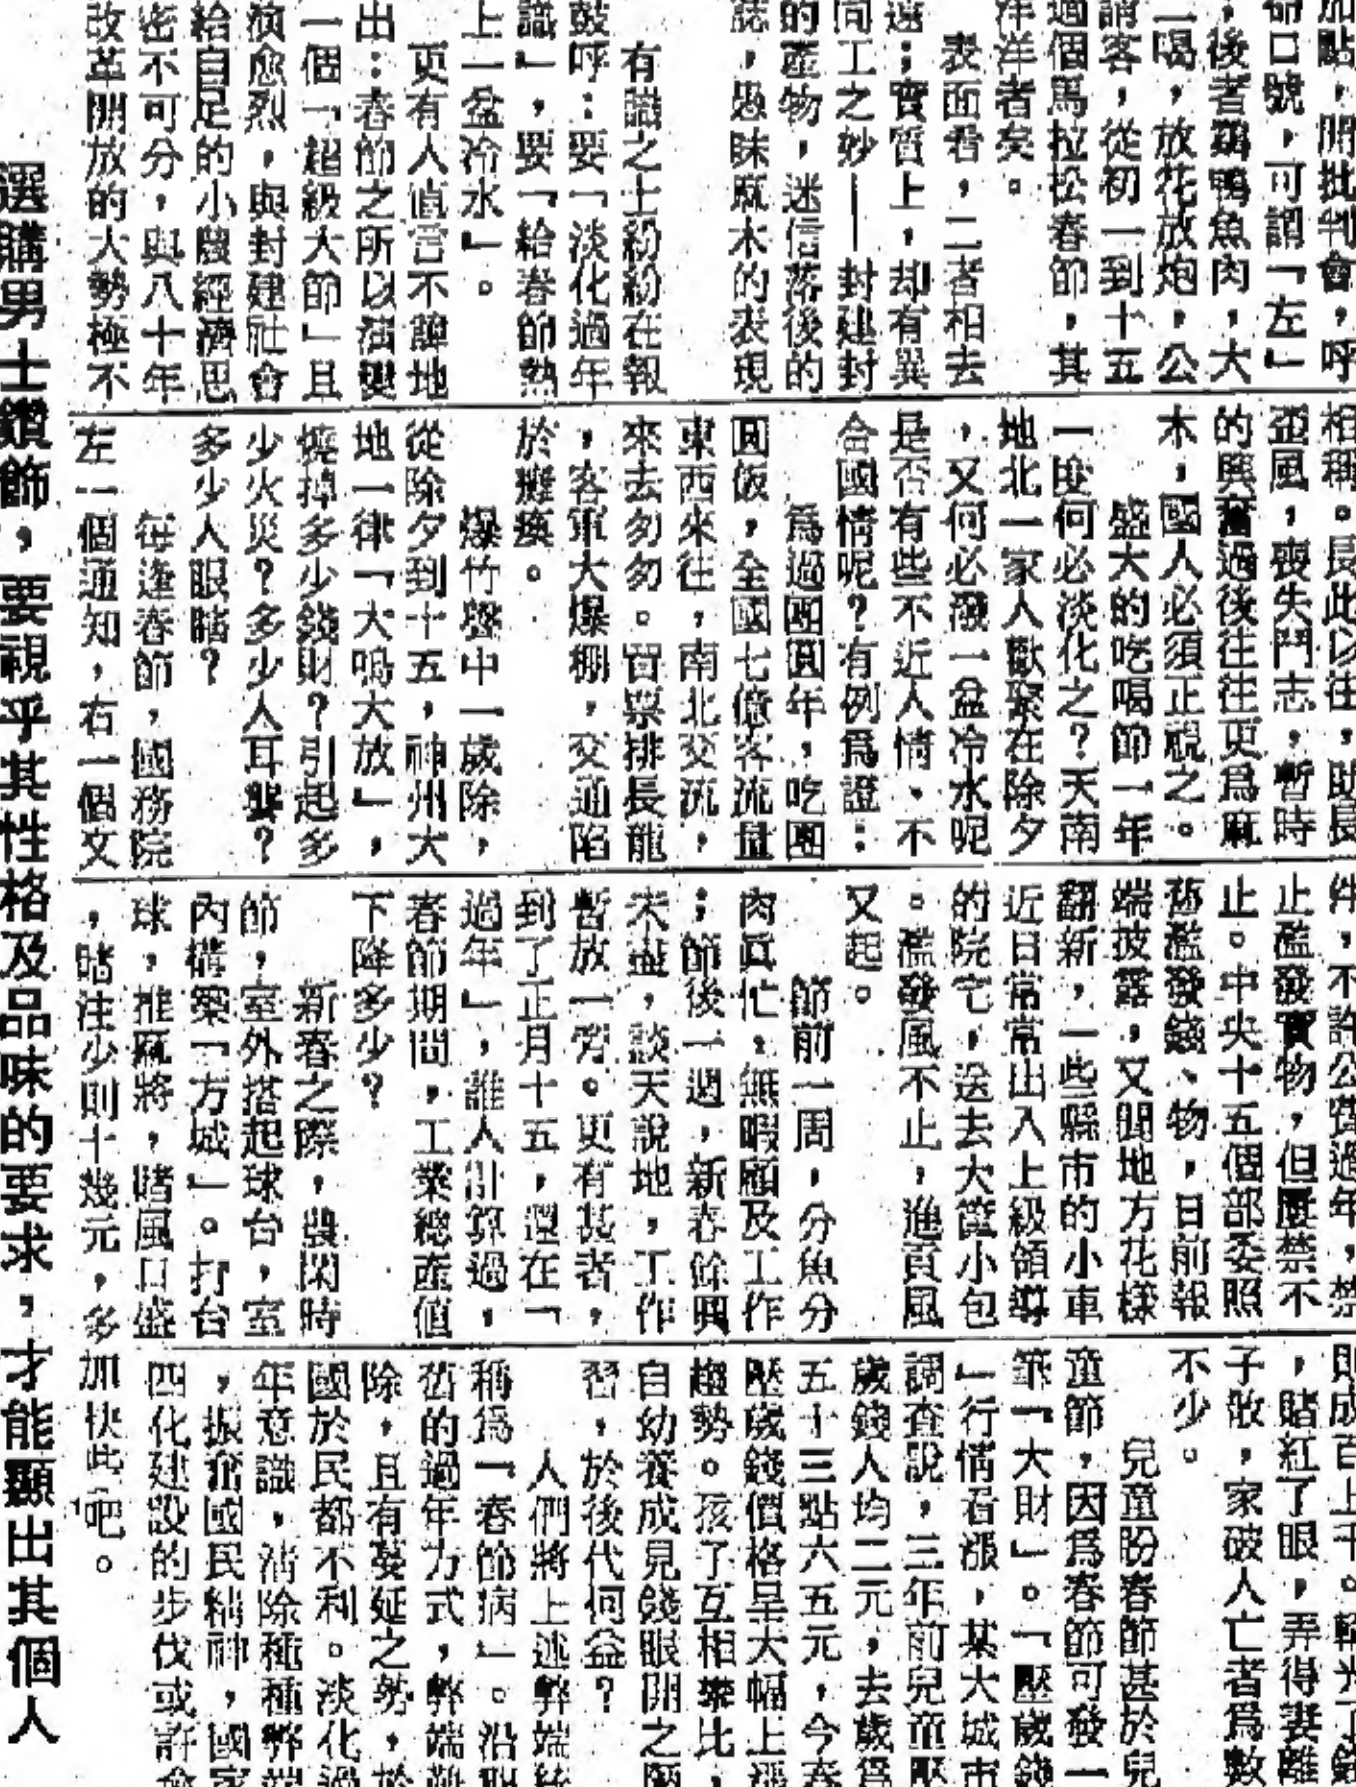 加點，開批判會，呼
命口號，可謂「左」
，後者鷄鴨魚肉，大
一喝，放花放炮，公
請客，從初一到十五
過個馬拉松春節，其
洋洋者矣。
表面看，二者相去
遠；實質上，却有異
同工之妙——封建封
的產物，迷信落後的
誌，愚昧麻木的表現
有識之士紛紛在報
鼓呼：要「淡化過年
識」，要「給春節熱
上一盆冷水」。
更有人直言不諱地
出：春節之所以演變
一個「超級大節」且
演愈烈，與封建社會
給自足的小農經濟思
密不可分，與八十年
改革開放的大勢極不
相稱。長此以往，助長
歪風，喪失鬥志，暫時
的興奮過後往往更爲麻
木，國人必須正視之。
盛大的吃喝節一年
一度何必淡化之？天南
地北一家人歡聚在除夕
，又何必潑一盆冷水呢
是否有些不近人情、不
合國情呢？有例爲證：
爲過團圓年，吃團
圓飯，全國七億客流量
東西來往，南北交流，
來去匆匆。買票排長龍
，客車大爆棚，交通陷
於癱瘓。
爆竹聲中一歲除，
從除夕到十五，神州大
地一律「大鳴大放」，
燒掉多少錢財？引起多
少火災？多少人耳聾？
多少人眼瞎？
每逢春節，國務院
左一個通知，右一個文
件，不許公費過年，禁
止濫發實物，但屢禁不
止。中央十五個部委照
舊濫發錢、物，日前報
端披露，又聞地方花樣
翻新，一些縣市的小車
近日常常出入上級領導
的院宅，送去大筐小包
。濫發風不止，進貢風
又起。
節前一周，分魚分
肉眞忙，無暇顧及工作
；節後一週，新春餘興
未盡，談天說地，工作
暫放一旁。更有甚者，
到了正月十五，還在「
過年」，誰人計算過，
春節期間，工業總產值
下降多少？
新春之際，農閑時
節，室外搭起球台，室
內構築「方城」。打台
球，推麻將，賭風日盛
，賭注少則十幾元，多
則成百上千。輸光了錢
，賭紅了眼，弄得妻離
子散，家破人亡者爲數
不少。
兒童盼春節甚於兒
童節，因爲春節可發一
筆「大財」。「壓歲錢
」行情看漲，某大城市
調查說，三年前兒童壓
歲錢人均二元，去歲爲
五十三點六五元，今春
壓歲錢價格呈大幅上漲
趨勢。孩子互相攀比，
自幼養成見錢眼開之陋
習，於後代何益？
人們將上述弊端統
稱爲「春節病」。沿
舊的過年方式，弊端
除，且有蔓延之勢，於
國於民都不利。淡化過
年意識，清除種種弊端
，振奮國民精神，國家
四化建設的步伐或許會
加快些吧。
選購男士鑽飾，要視乎其性格及品味的要求，才能顯出其個人